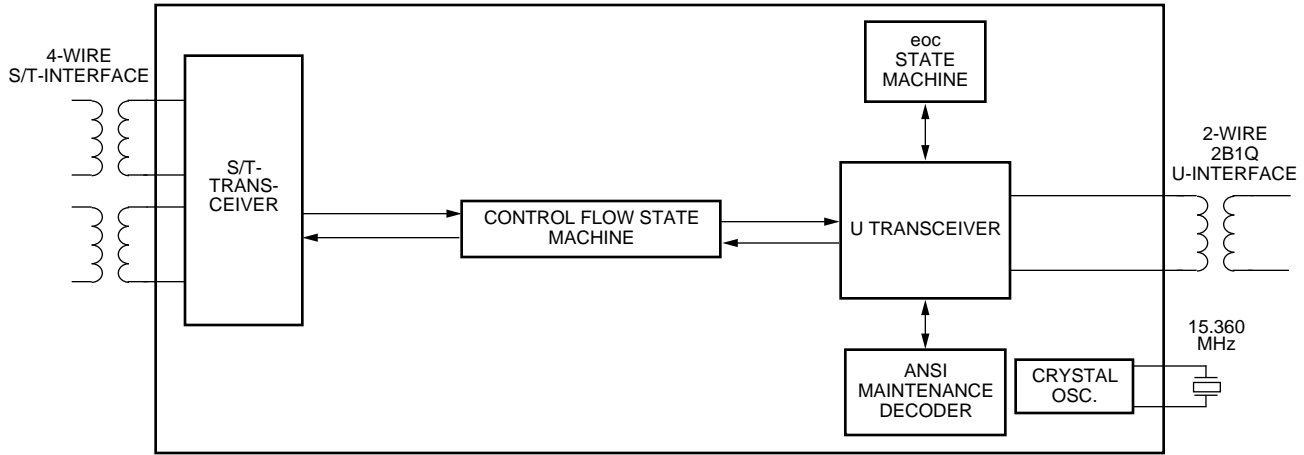 4-WIRE
S/T-INTERFACE
S/T-
TRANS-
CEIVER
CONTROL FLOW STATE
MACHINE
eoc
STATE
MACHINE
U TRANSCEIVER
ANSI
MAINTENANCE
DECODER
CRYSTAL
OSC.
2-WIRE
2B1Q
U-INTERFACE
15.360
MHz